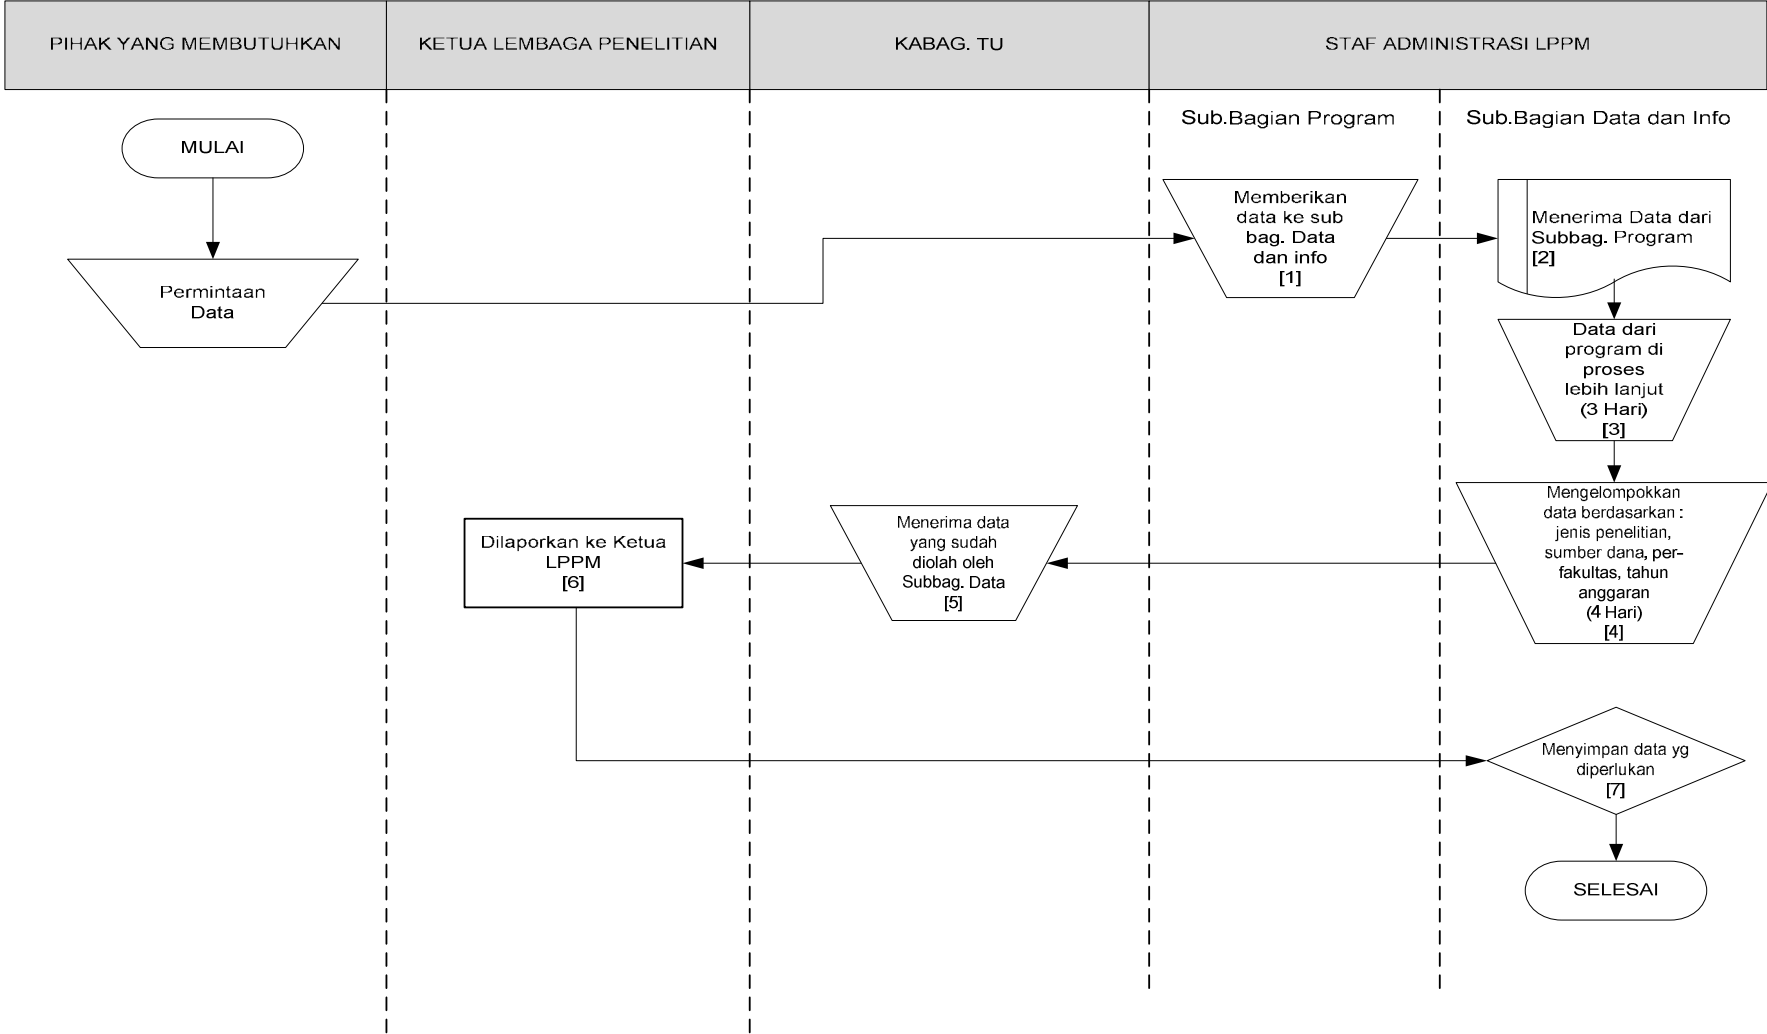 PIHAK YANG MEMBUTUHKAN
KETUA LEMBAGA PENELITIAN
KABAG. TU
STAF ADMINISTRASI LPPM
Sub.Bagian Program
Sub.Bagian Data dan Info
MULAI
Permintaan
Data
Memberikan
data ke sub
bag. Data
dan info
[1]
Menerima Data dari
Subbag. Program
[2]
Data dari
program di
proses
lebih lanjut
(3 Hari)
[3]
Mengelompokkan
data berdasarkan :
jenis penelitian,
sumber dana, per-
fakultas, tahun
anggaran
(4 Hari)
[4]
Menerima data
yang sudah
diolah oleh
Subbag. Data
[5]
Dilaporkan ke Ketua
LPPM
[6]
Menyimpan data yg
diperlukan
[7]
SELESAI